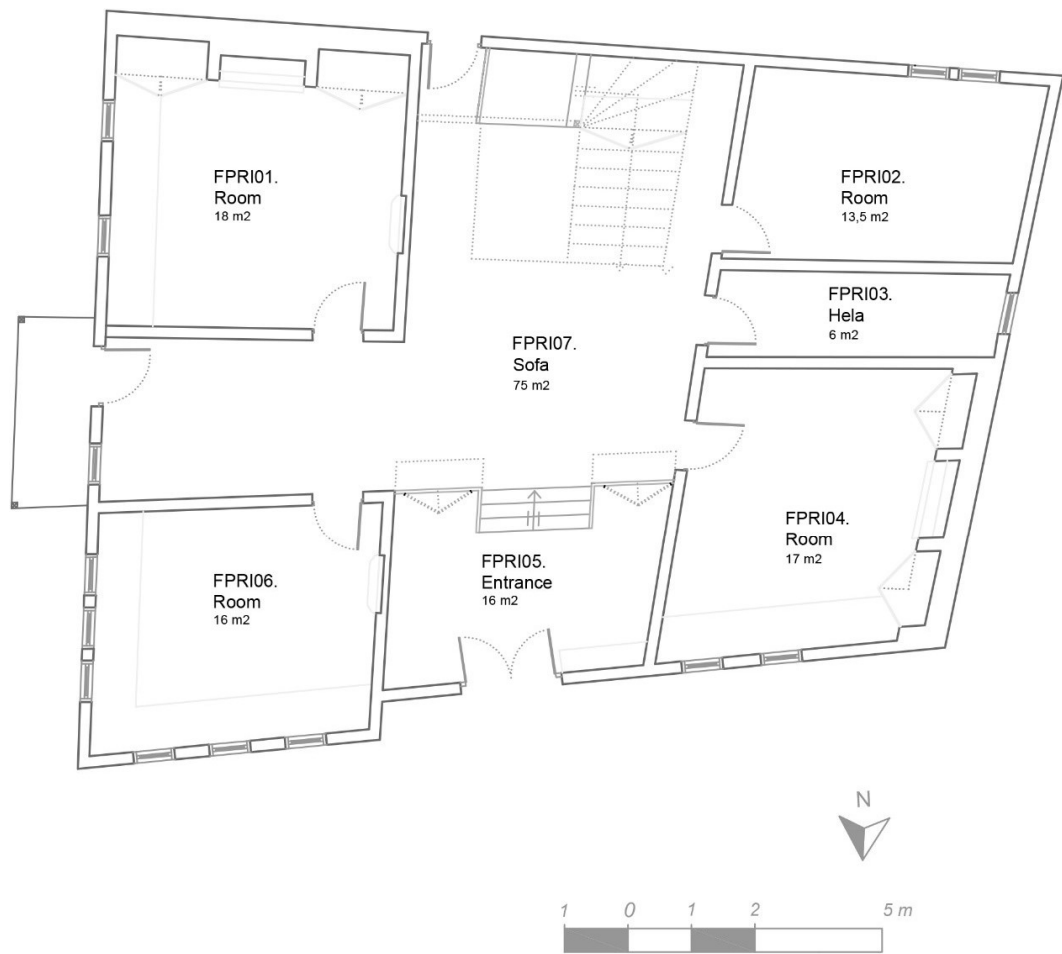 FPRI01.
Room
18 m2
FPRI02.
Room
13,5 m2
FPRI03.
Hela
6 m2
FPRI07.
Sofa
75 m2
FPRI04.
Room
17 m2
FPRI05.
Entrance
16 m2
FPRI06.
Room
16 m2
N
1 0 1 2 5 m